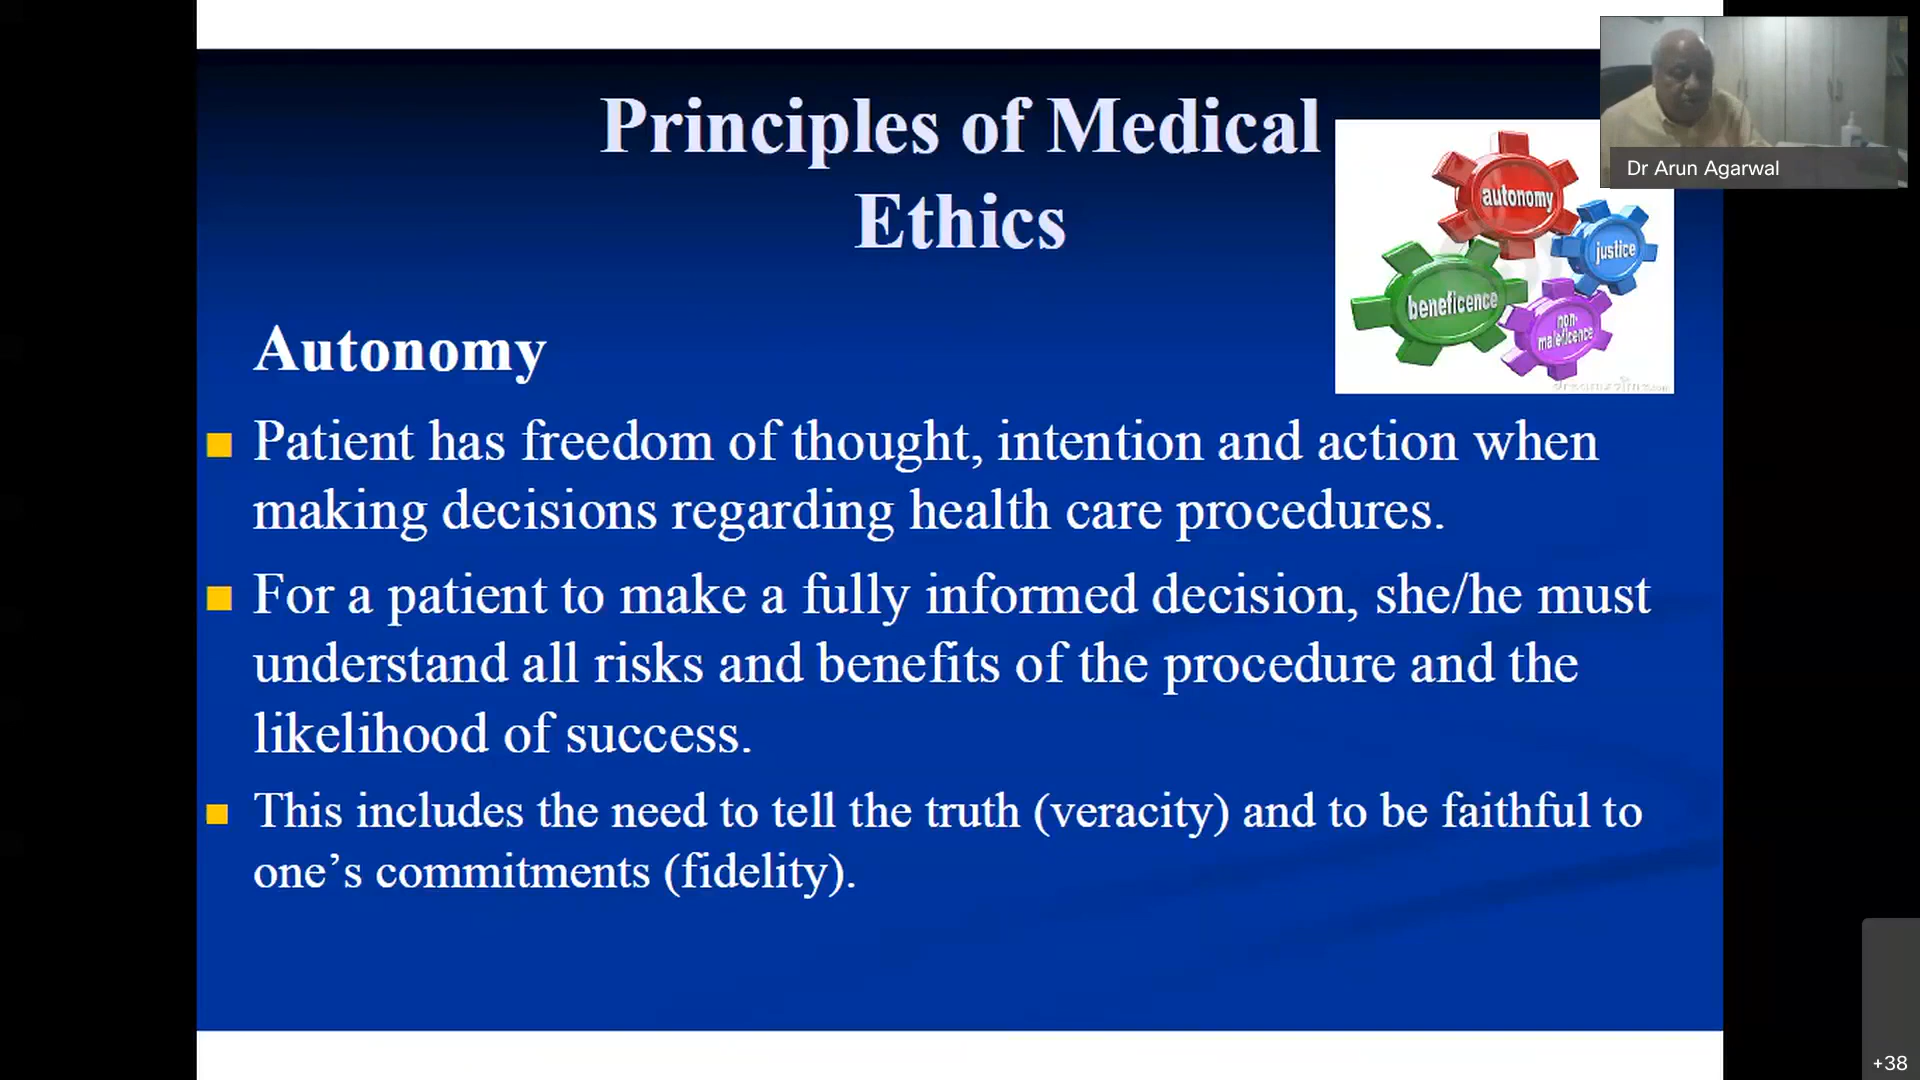 Principles of Medical
Ethics
Dr Arun Agarwal
autonomy
justice
beneficence
non-
maleficence
Autonomy
Patient has freedom of thought, intention and action when
making decisions regarding health care procedures.
For a patient to make a fully informed decision, she/he must
understand all risks and benefits of the procedure and the
likelihood of success.
This includes the need to tell the truth (veracity) and to be faithful to
one’s commitments (fidelity).
+38